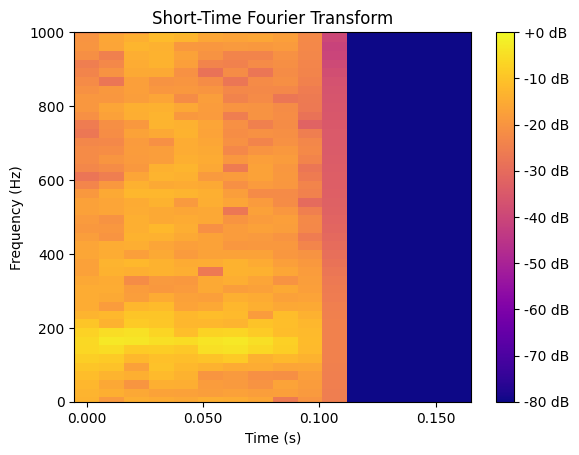 Short-Time Fourier Transform
Frequency (Hz)
1000
800
600
400
200
0
0.000
0.050
0.100
0.150
Time (s)
+0 dB
-10 dB
-20 dB
-30 dB
-40 dB
-50 dB
-60 dB
-70 dB
-80 dB